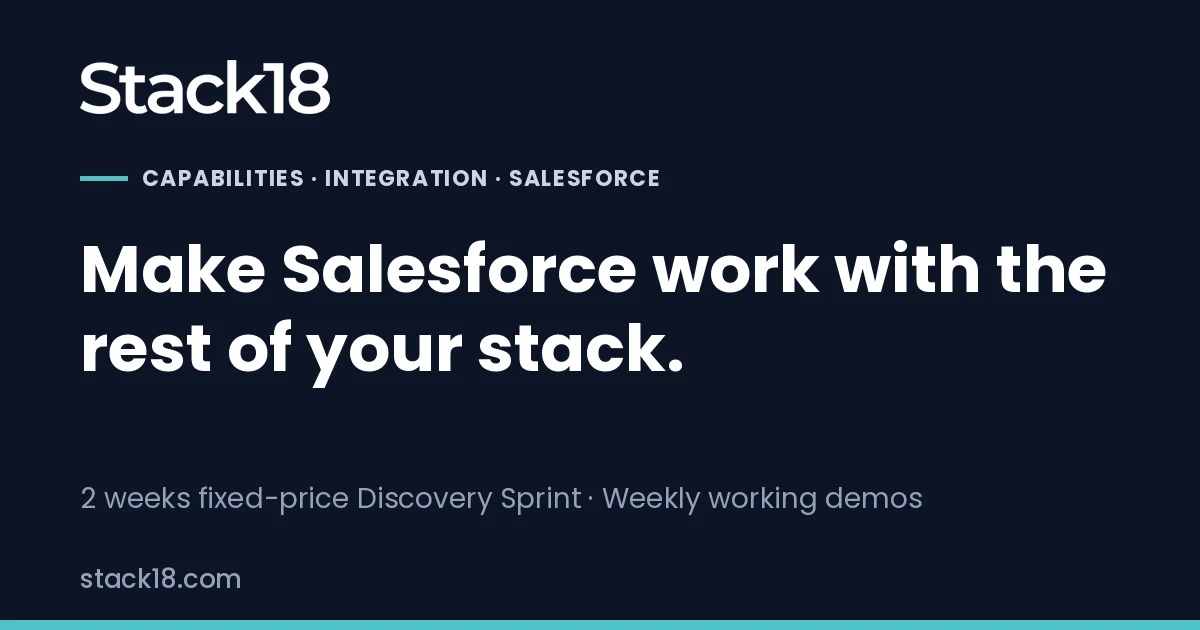 Stack18
CAPABILITIES · INTEGRATION · SALESFORCE
Make Salesforce work with the
rest of your stack.
2 weeks fixed-price Discovery Sprint · Weekly working demos
stack18.com